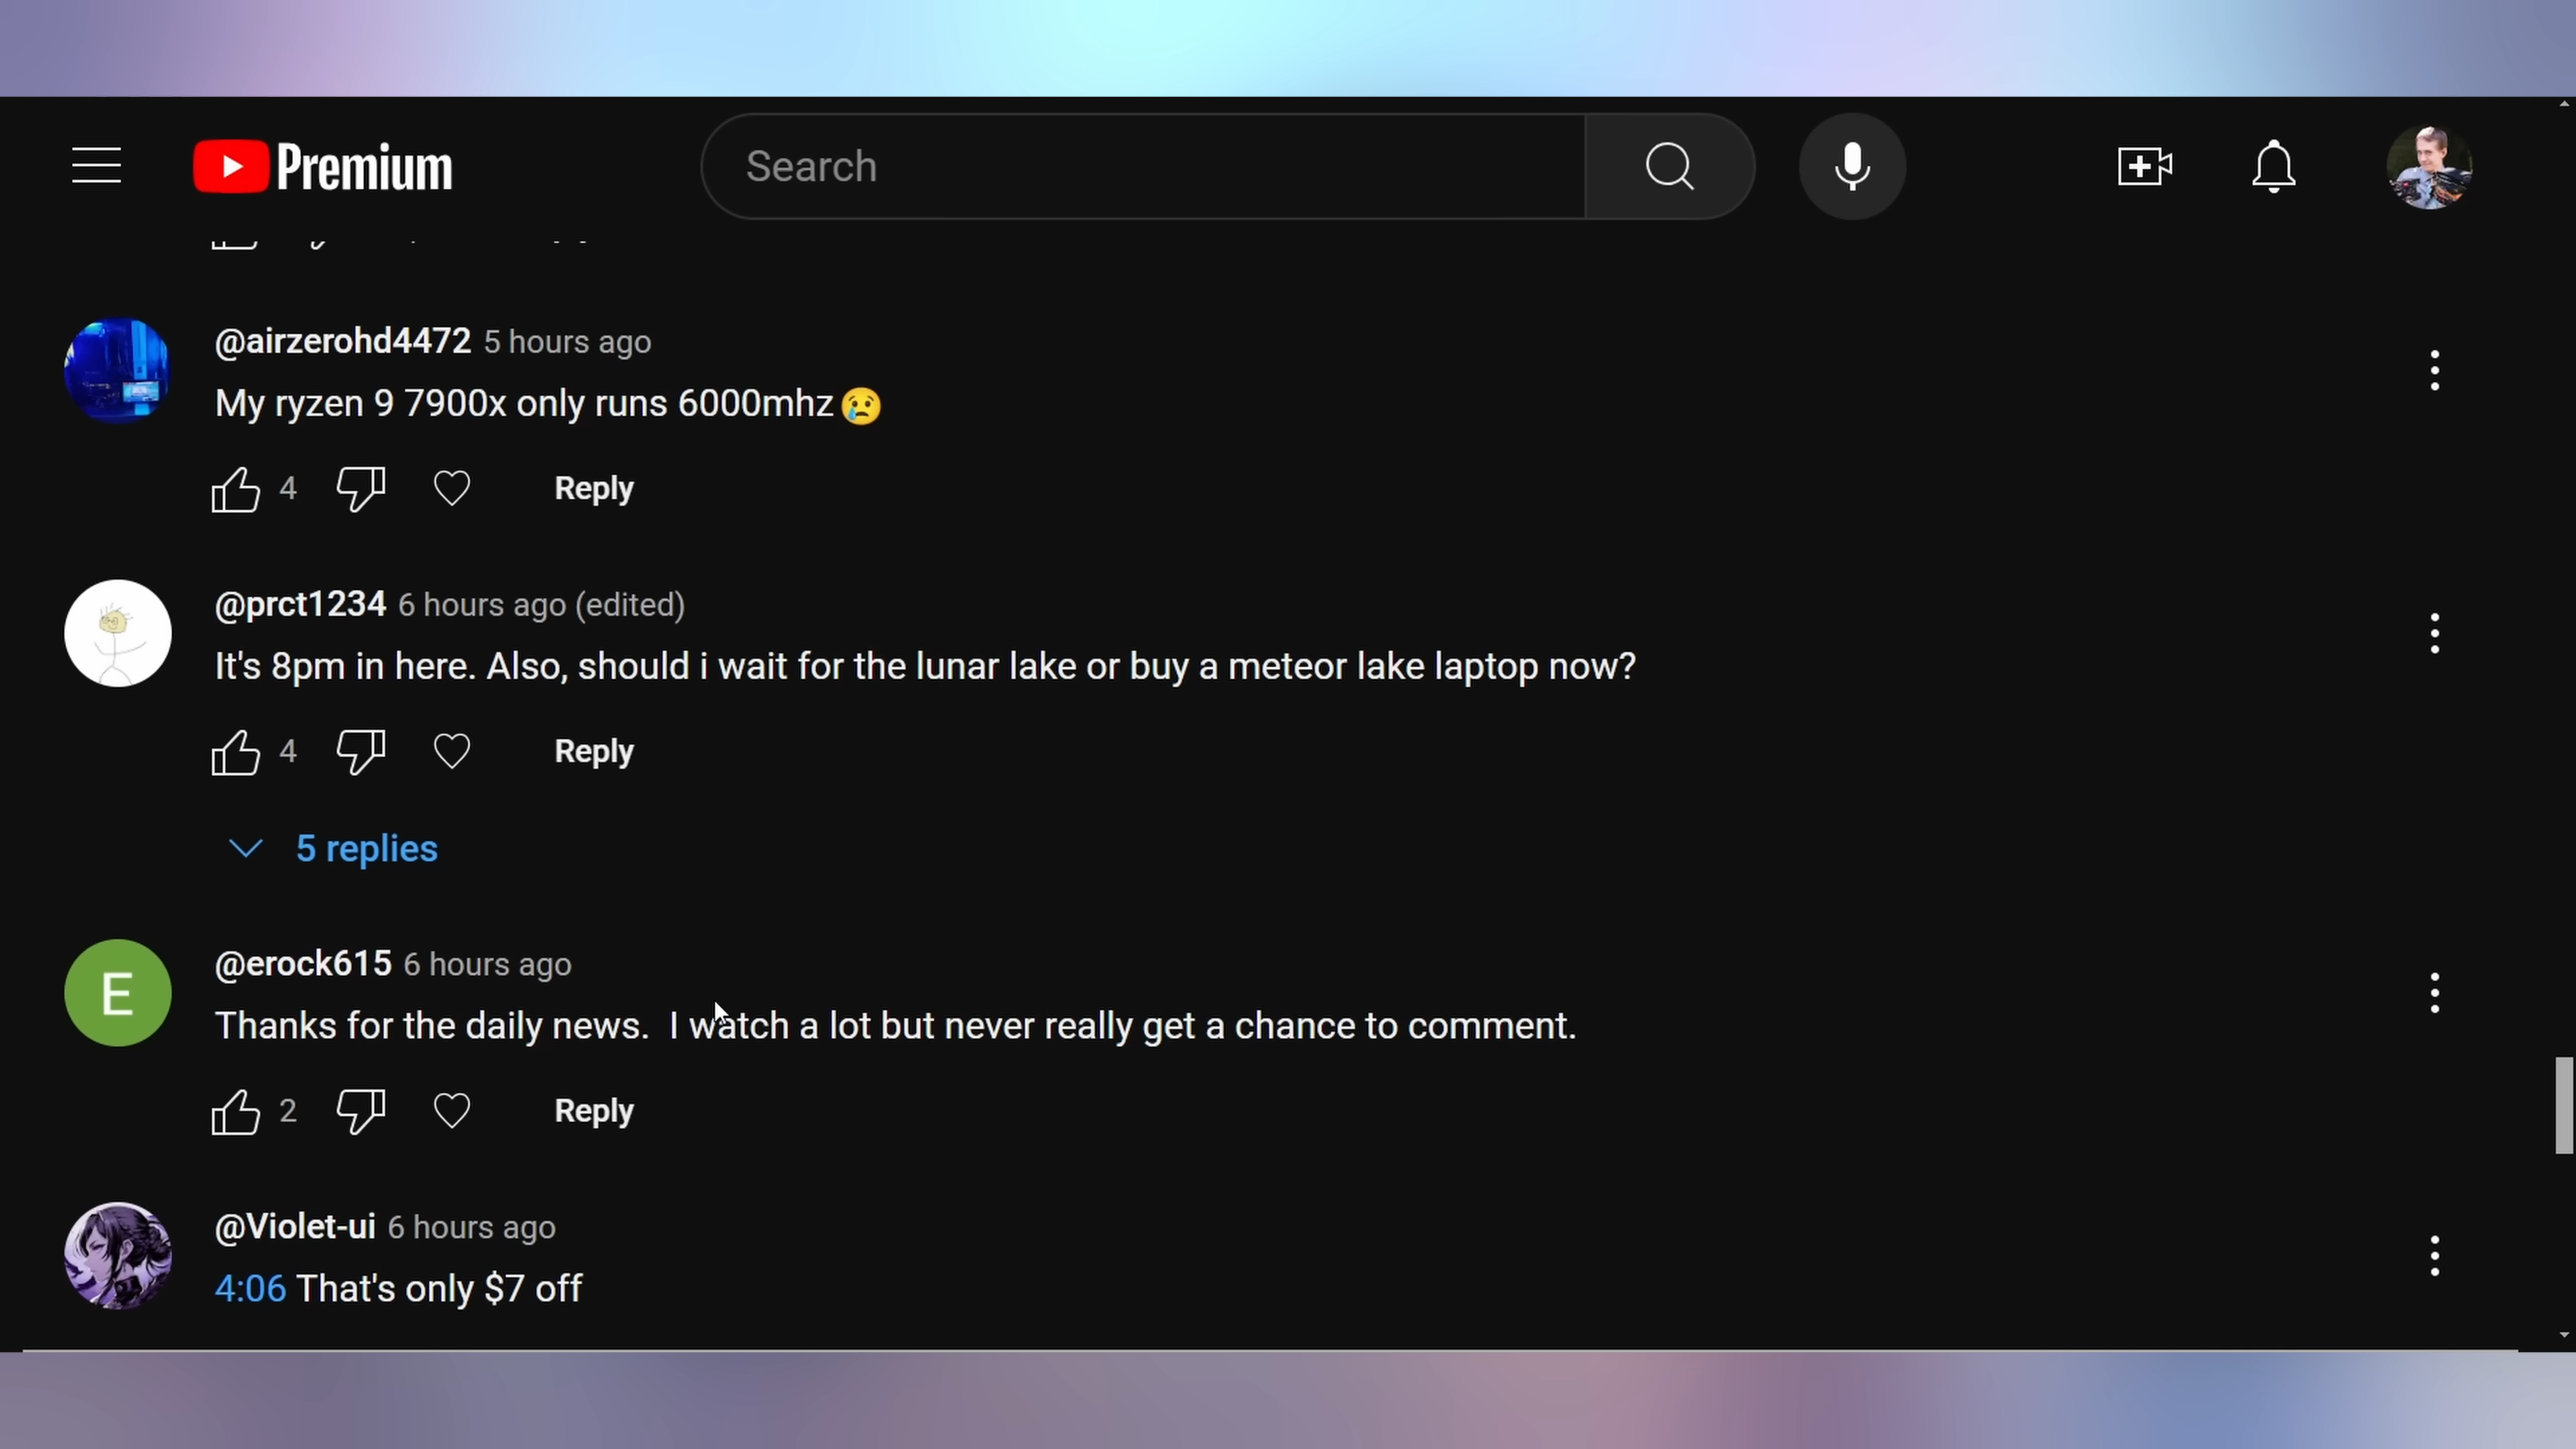 Premium
Search
@airzerohd4472 5 hours ago
My ryzen 9 7900x only runs 6000mhz😢
4 Reply
@prct1234 6 hours ago (edited)
It's 8pm in here. Also, should i wait for the lunar lake or buy a meteor lake laptop now?
4 Reply
5 replies
E
@erock615 6 hours ago
Thanks for the daily news.  I watch a lot but never really get a chance to comment.
2 Reply
@Violet-ui 6 hours ago
4:06 That's only $7 off